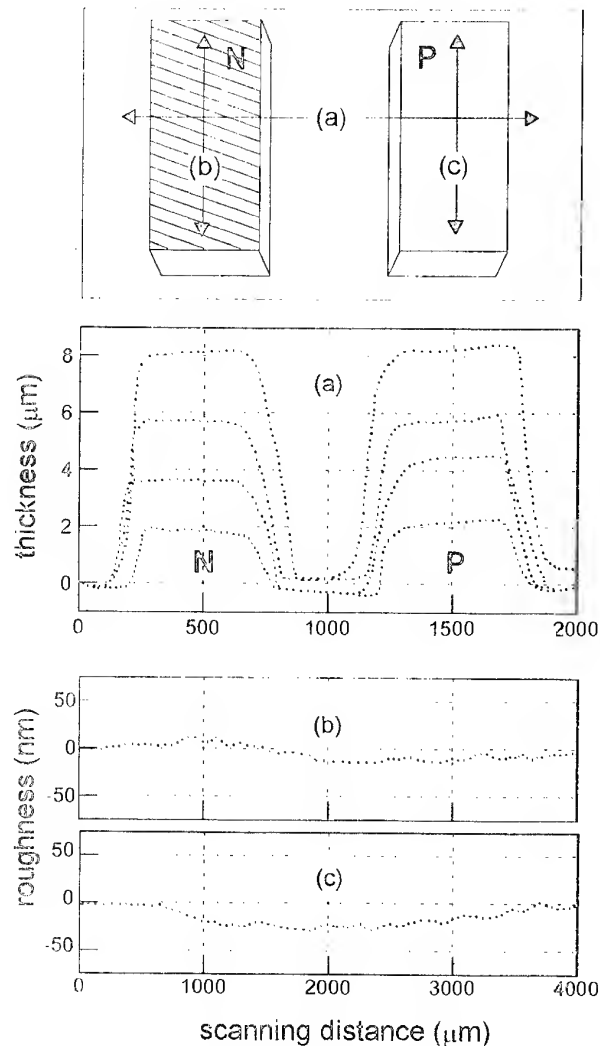 N
P
(a)
(b)
(c)
8
6
4
2
0
thickness (μm)
(a)
N
P
0
500
1000
1500
2000
50
0
-50
(b)
roughness (nm)
50
0
-50
(c)
0
1000
2000
3000
4000
scanning distance (μm)